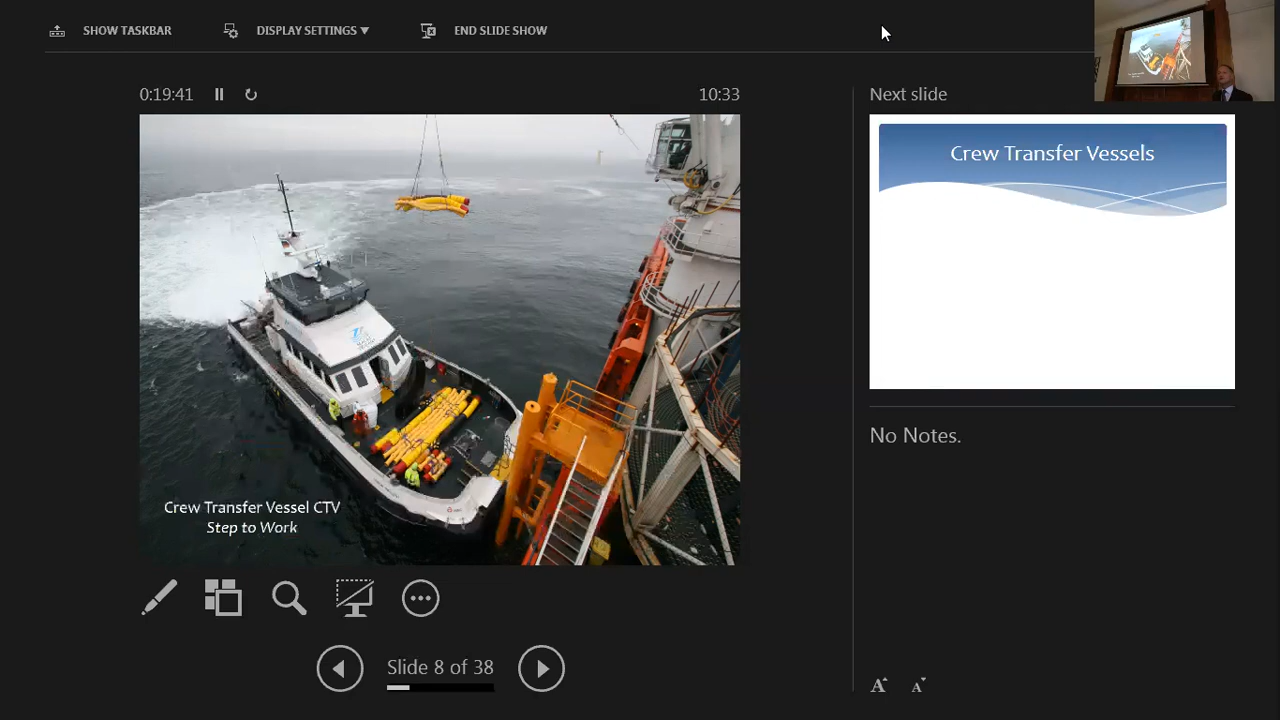 SHOW TASKBAR
DISPLAY SETTINGS
END SLIDE SHOW
0:19:41
10:33
Next slide
Crew Transfer Vessels
Crew Transfer Vessel CTV
Step to Work
No Notes.
Slide 8 of 38
A A